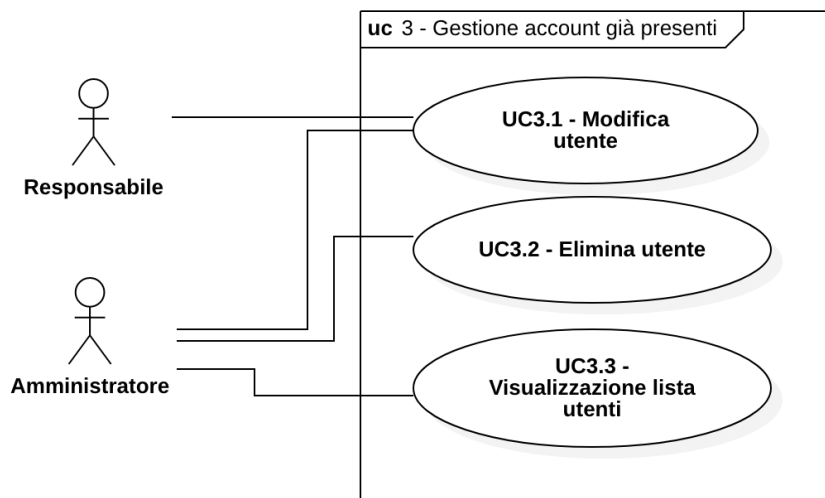 uc 3 - Gestione account già presenti
UC3.1 - Modifica
utente
Responsabile
UC3.2 - Elimina utente
Amministratore
UC3.3 -
Visualizzazione lista
utenti